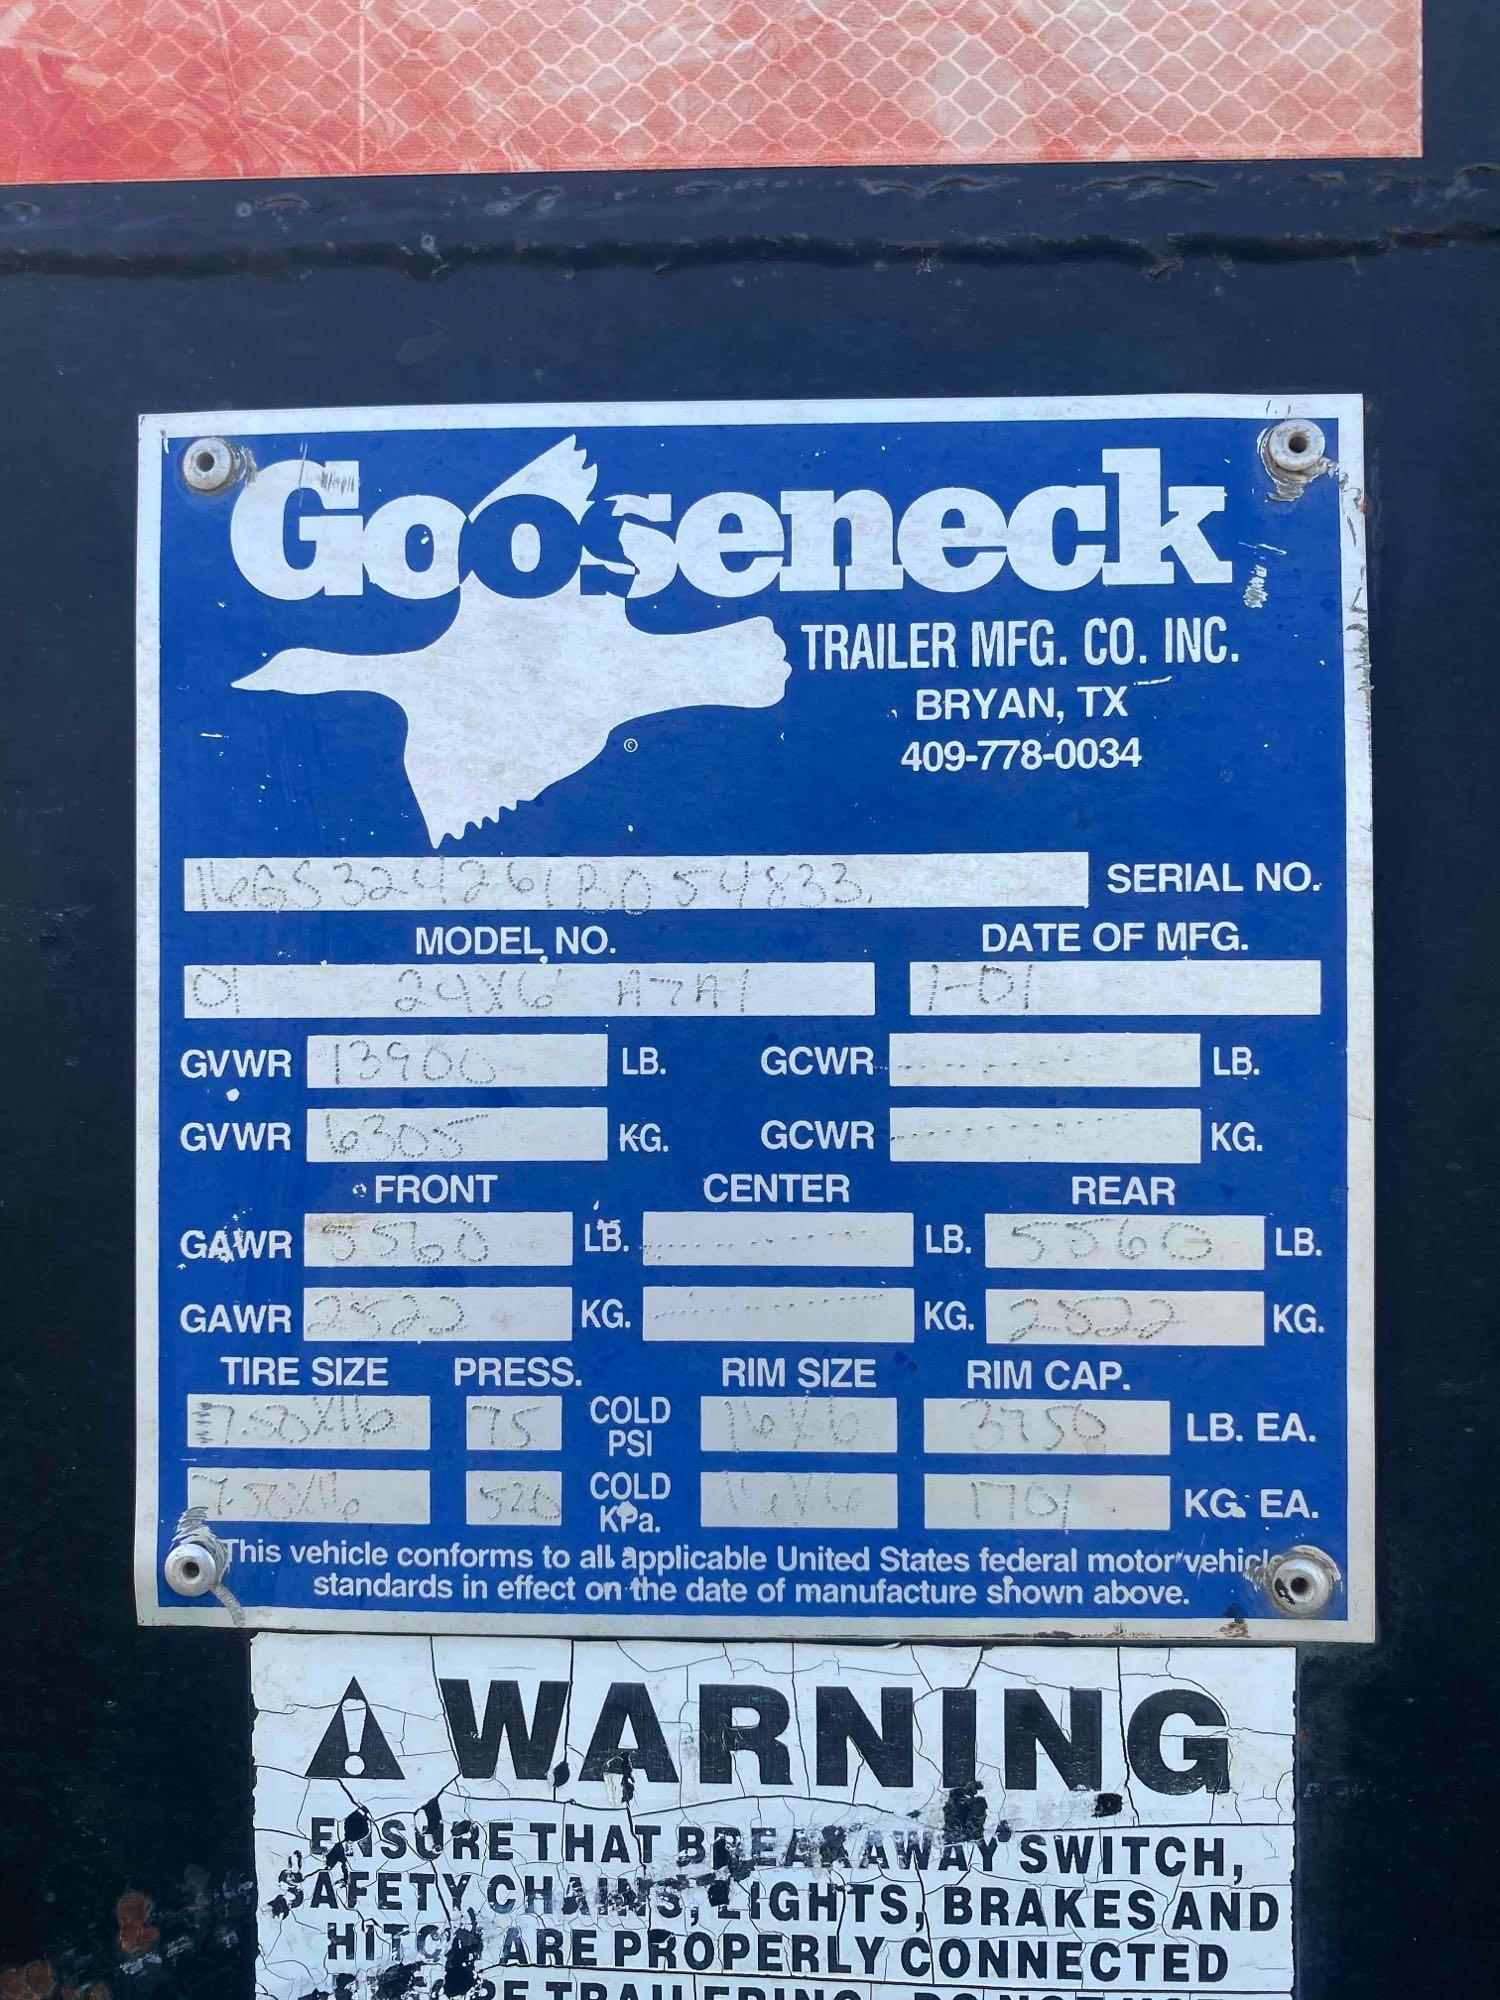 Gooseneck
TRAILER MFG. CO. INC.
BRYAN, TX
409-778-0034
©
16GS324261B054833 SERIAL NO.
MODEL NO. DATE OF MFG.
01 24X6 A7A1 1-01
GVWR 13900 LB. GCWR LB.
GVWR 6305 KG. GCWR KG.
FRONT CENTER REAR
GAWR 5560 LB. LB. 5560 LB.
GAWR 2522 KG. KG. 2522 KG.
TIRE SIZE PRESS. RIM SIZE RIM CAP.
7.50X16 75 COLD PSI 16X6 3750 LB. EA.
7.50X16 520 COLD KPa. 16X6 1701 KG. EA.
This vehicle conforms to all applicable United States federal motor vehicle
standards in effect on the date of manufacture shown above.
WARNING
ENSURE THAT BREAKAWAY SWITCH,
SAFETY CHAINS, LIGHTS, BRAKES AND
HITCH ARE PROPERLY CONNECTED
TRAILERING